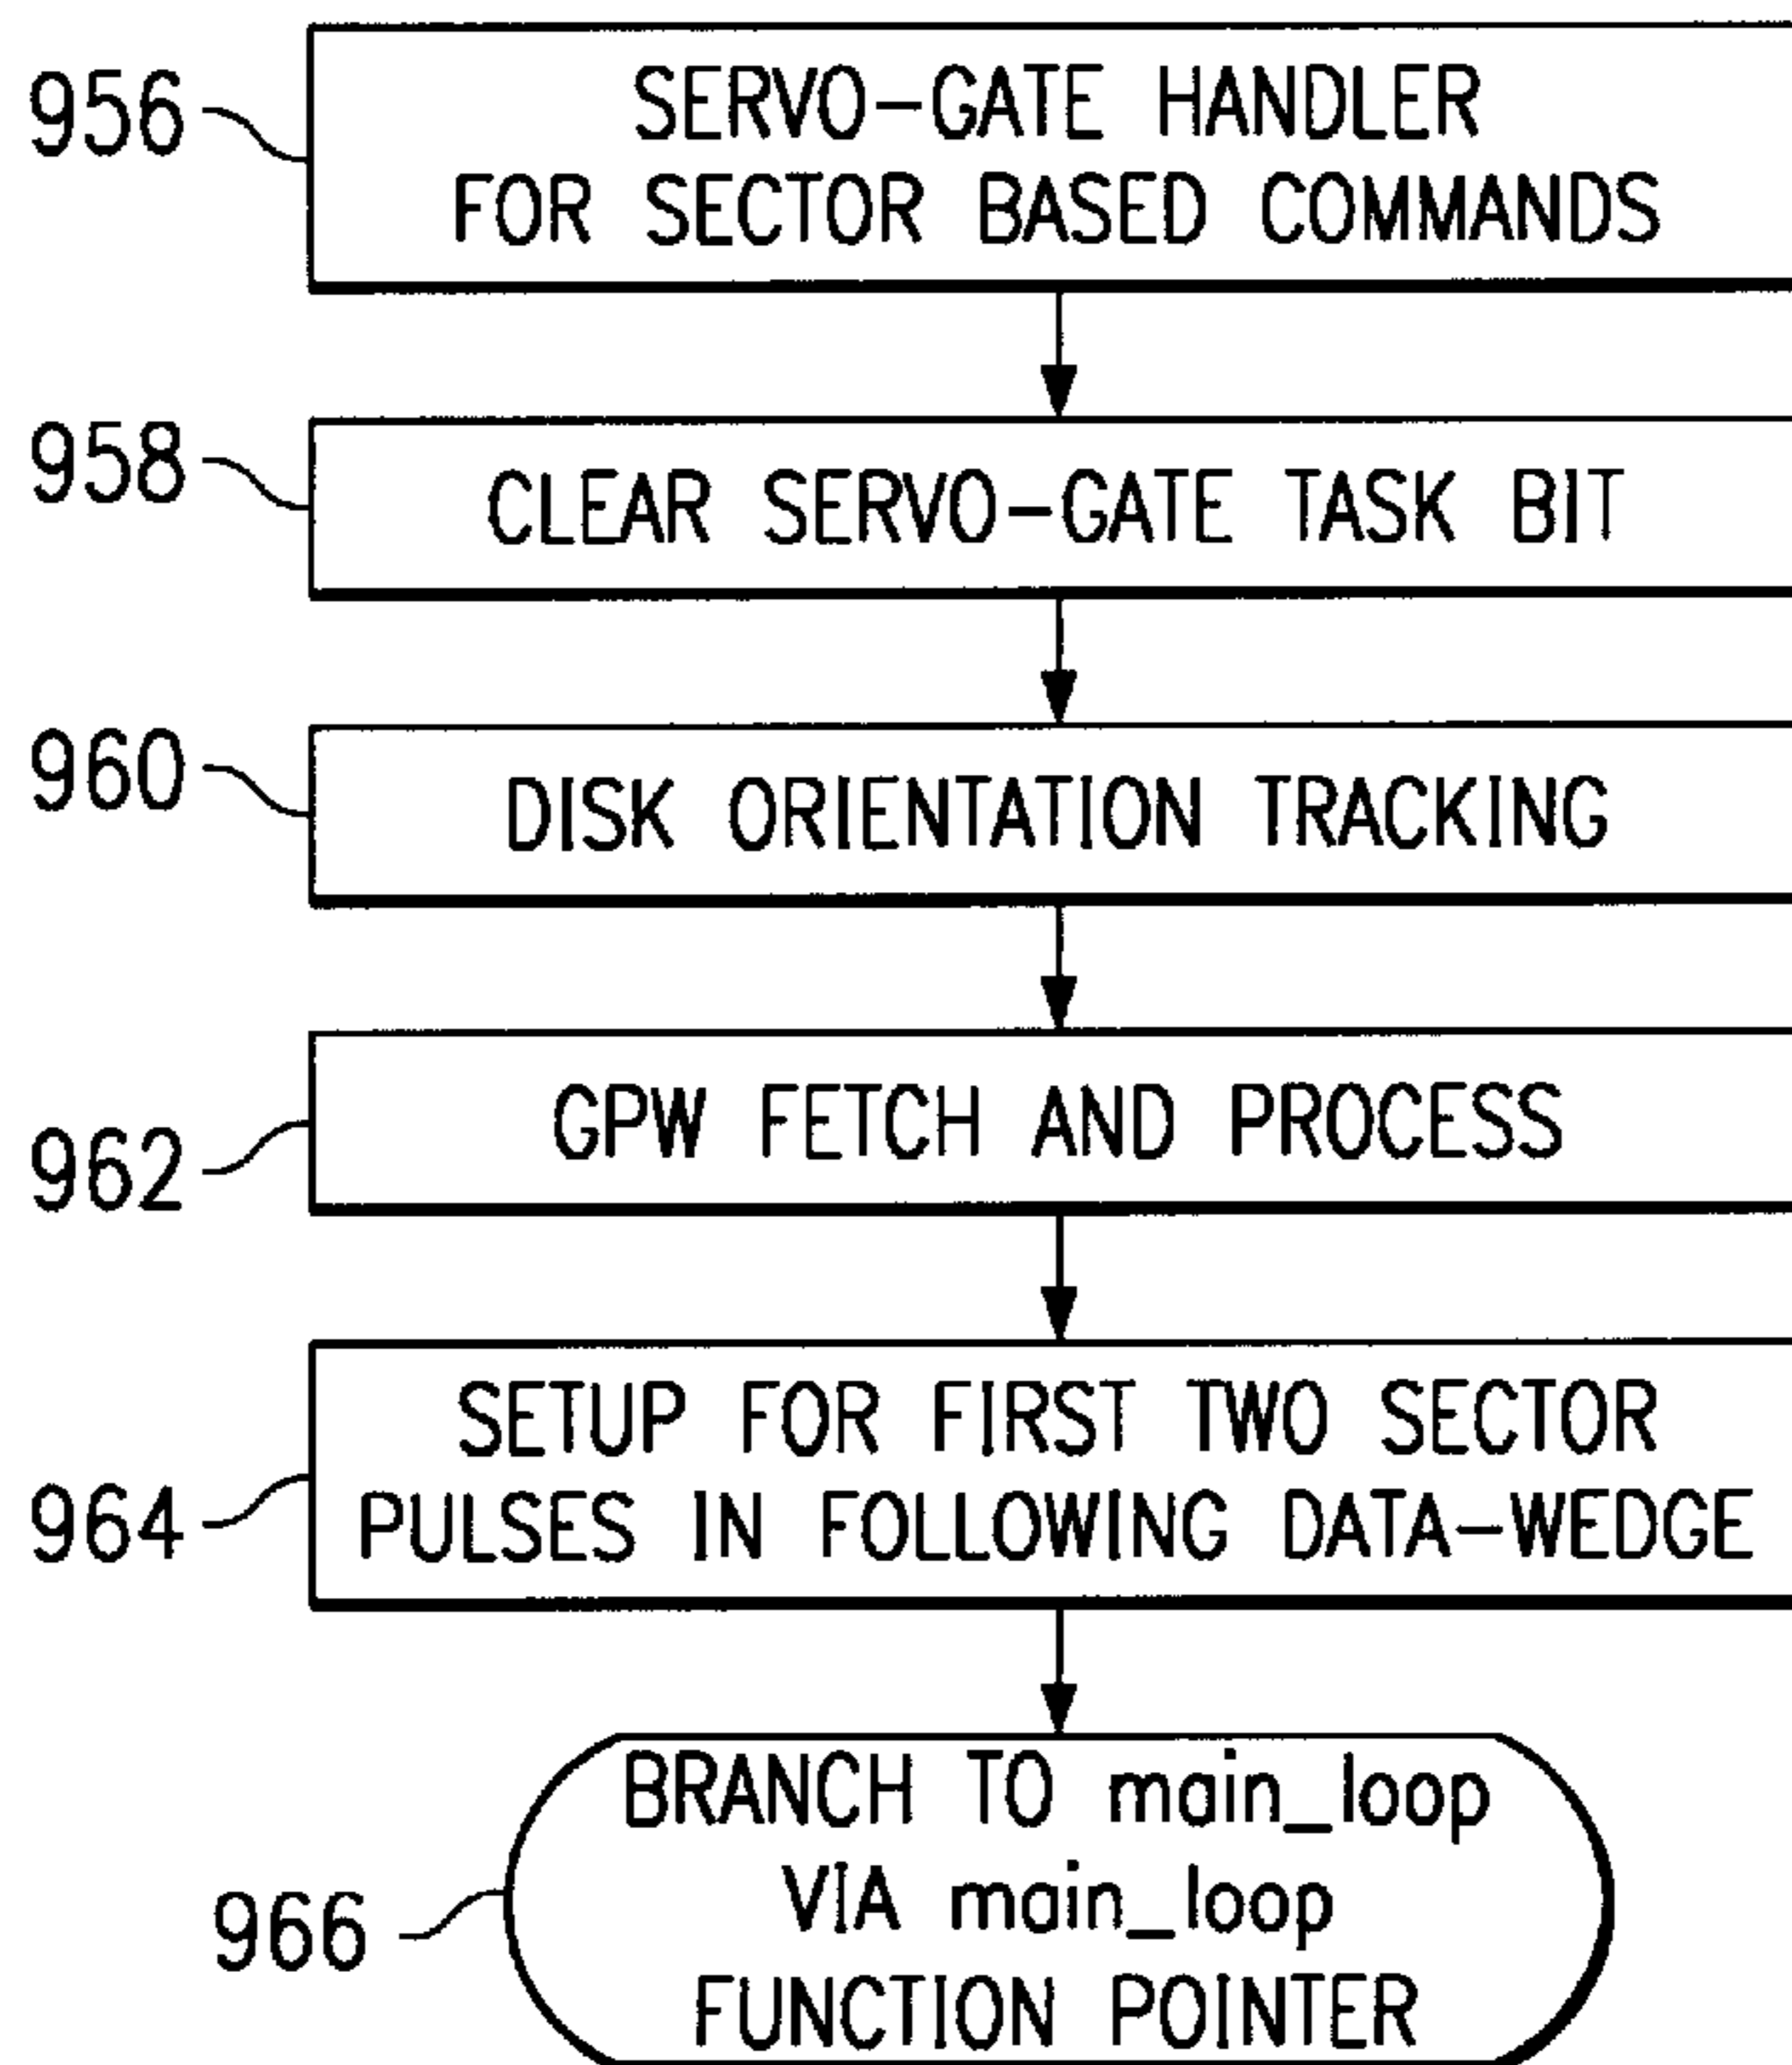 956
SERVO-GATE HANDLER
FOR SECTOR BASED COMMANDS
958
CLEAR SERVO-GATE TASK BIT
960
DISK ORIENTATION TRACKING
962
GPW FETCH AND PROCESS
964
SETUP FOR FIRST TWO SECTOR
PULSES IN FOLLOWING DATA-WEDGE
966
BRANCH TO main_loop
VIA main_loop
FUNCTION POINTER